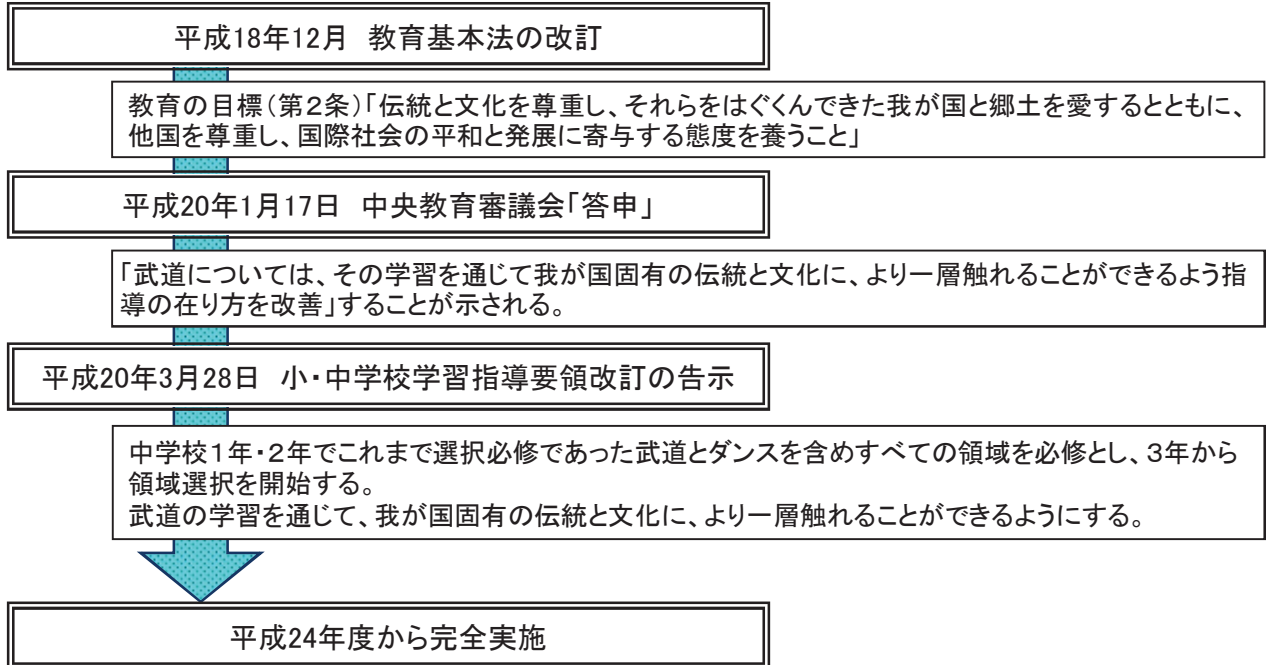 平成18年12月　教育基本法の改訂
教育の目標（第２条）「伝統と文化を尊重し、それらをはぐくんできた我が国と郷土を愛するとともに、
他国を尊重し、国際社会の平和と発展に寄与する態度を養うこと」
平成20年1月17日　中央教育審議会「答申」
「武道については、その学習を通じて我が国固有の伝統と文化に、より一層触れることができるよう指
導の在り方を改善」することが示される。
平成20年3月28日　小・中学校学習指導要領改訂の告示
中学校１年・２年でこれまで選択必修であった武道とダンスを含めすべての領域を必修とし、３年から
領域選択を開始する。
武道の学習を通じて、我が国固有の伝統と文化に、より一層触れることができるようにする。
平成24年度から完全実施